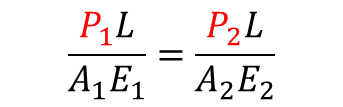 P₁L / A₁E₁ = P₂L / A₂E₂